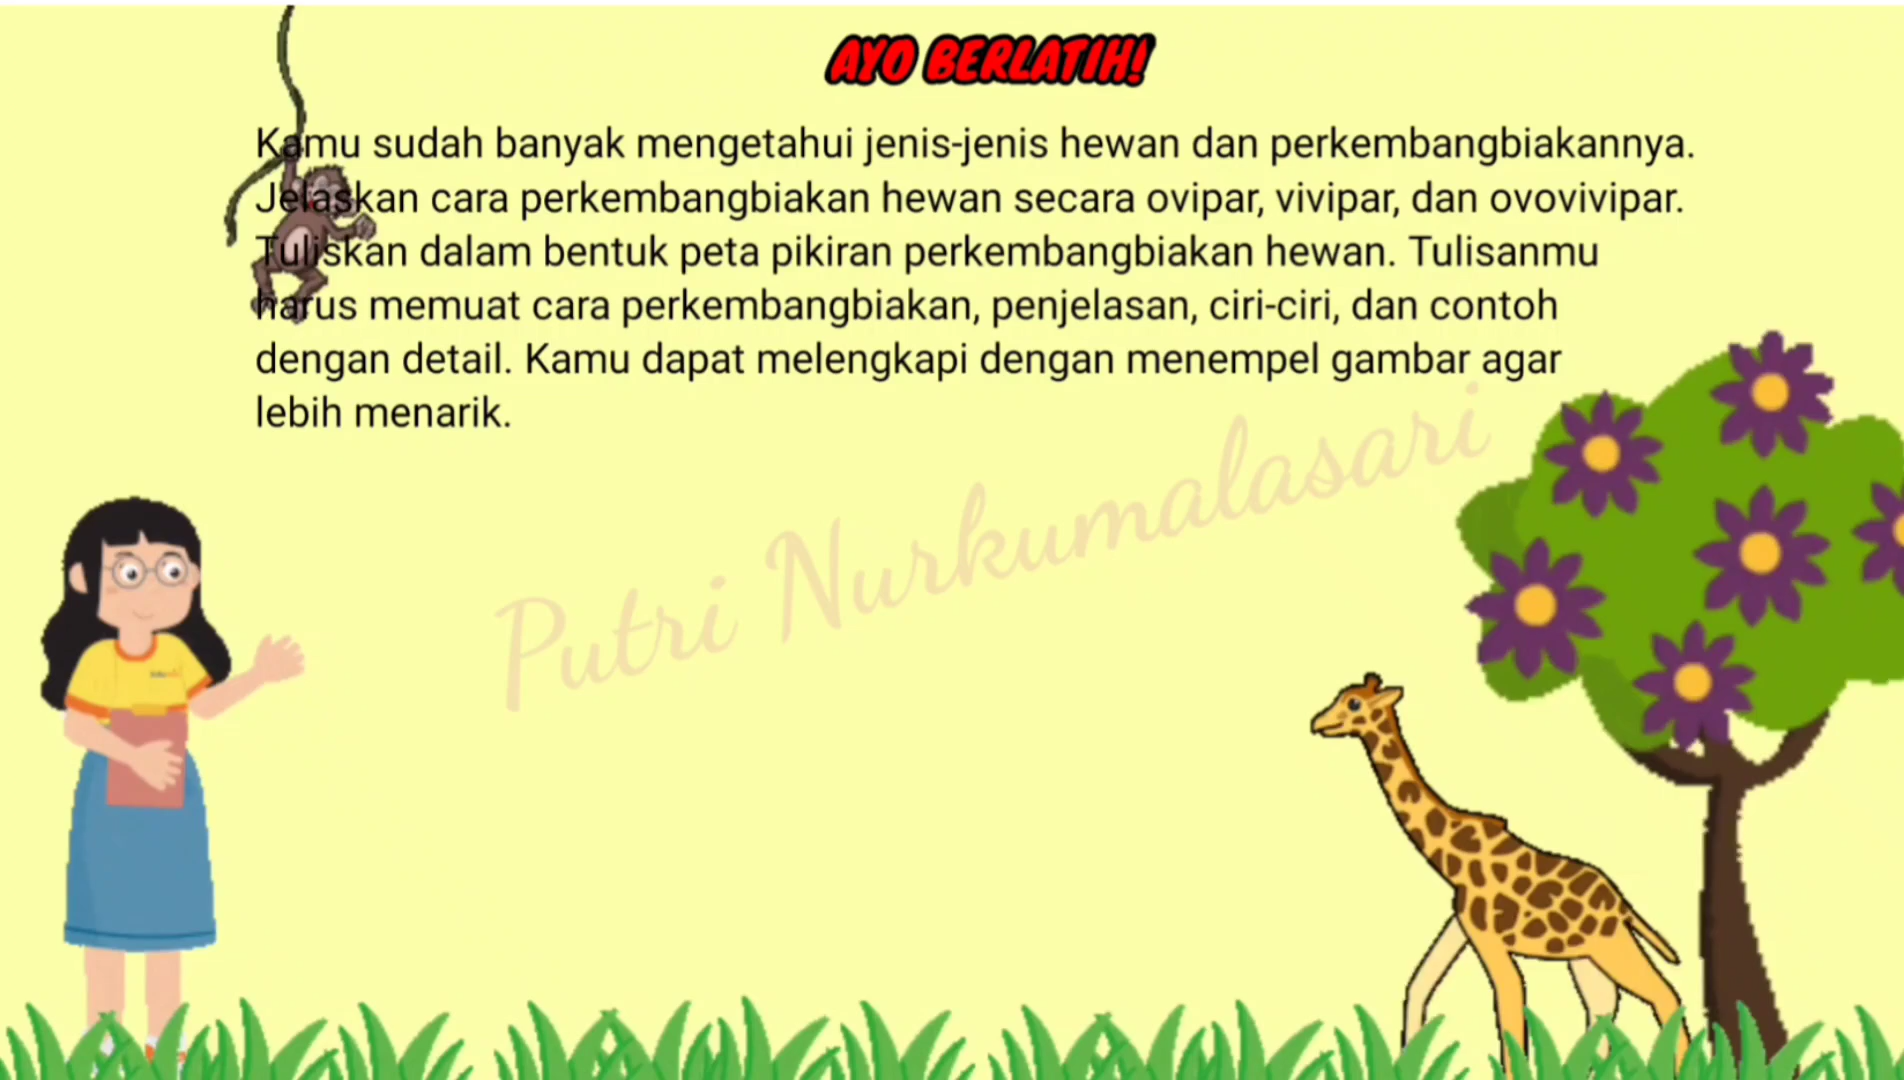 AYO BERLATIH!
Kamu sudah banyak mengetahui jenis-jenis hewan dan perkembangbiakannya.
Jelaskan cara perkembangbiakan hewan secara ovipar, vivipar, dan ovovivipar.
Tuliskan dalam bentuk peta pikiran perkembangbiakan hewan. Tulisanmu
harus memuat cara perkembangbiakan, penjelasan, ciri-ciri, dan contoh
dengan detail. Kamu dapat melengkapi dengan menempel gambar agar
lebih menarik.
Putri Nurkumalasari